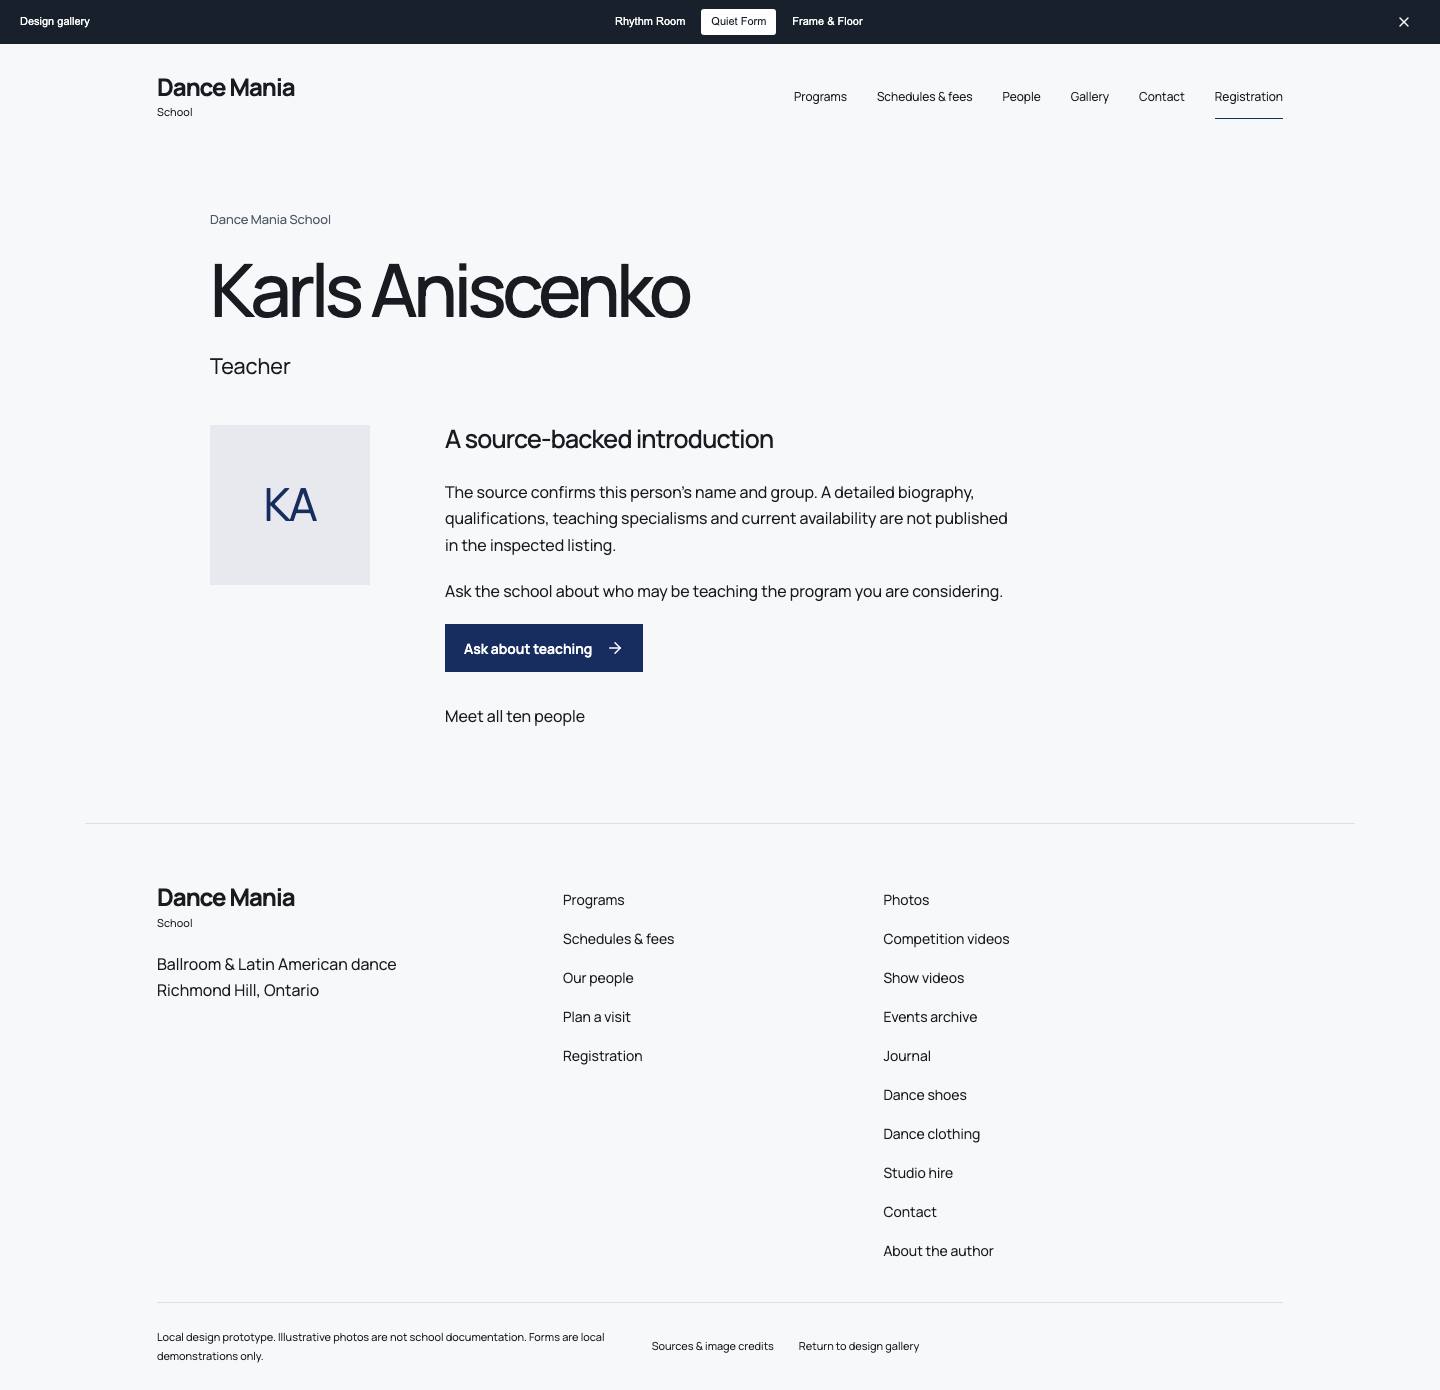 Design gallery
Rhythm Room
Quiet Form
Frame & Floor
Dance Mania
School
Programs
Schedules & fees
People
Gallery
Contact
Registration
Dance Mania School
Karls Aniscenko
Teacher
KA
A source-backed introduction
The source confirms this person's name and group. A detailed biography,
qualifications, teaching specialisms and current availability are not published
in the inspected listing.
Ask the school about who may be teaching the program you are considering.
Ask about teaching
Meet all ten people
Dance Mania
School
Ballroom & Latin American dance
Richmond Hill, Ontario
Programs
Schedules & fees
Our people
Plan a visit
Registration
Photos
Competition videos
Show videos
Events archive
Journal
Dance shoes
Dance clothing
Studio hire
Contact
About the author
Local design prototype. Illustrative photos are not school documentation. Forms are local
demonstrations only.
Sources & image credits
Return to design gallery